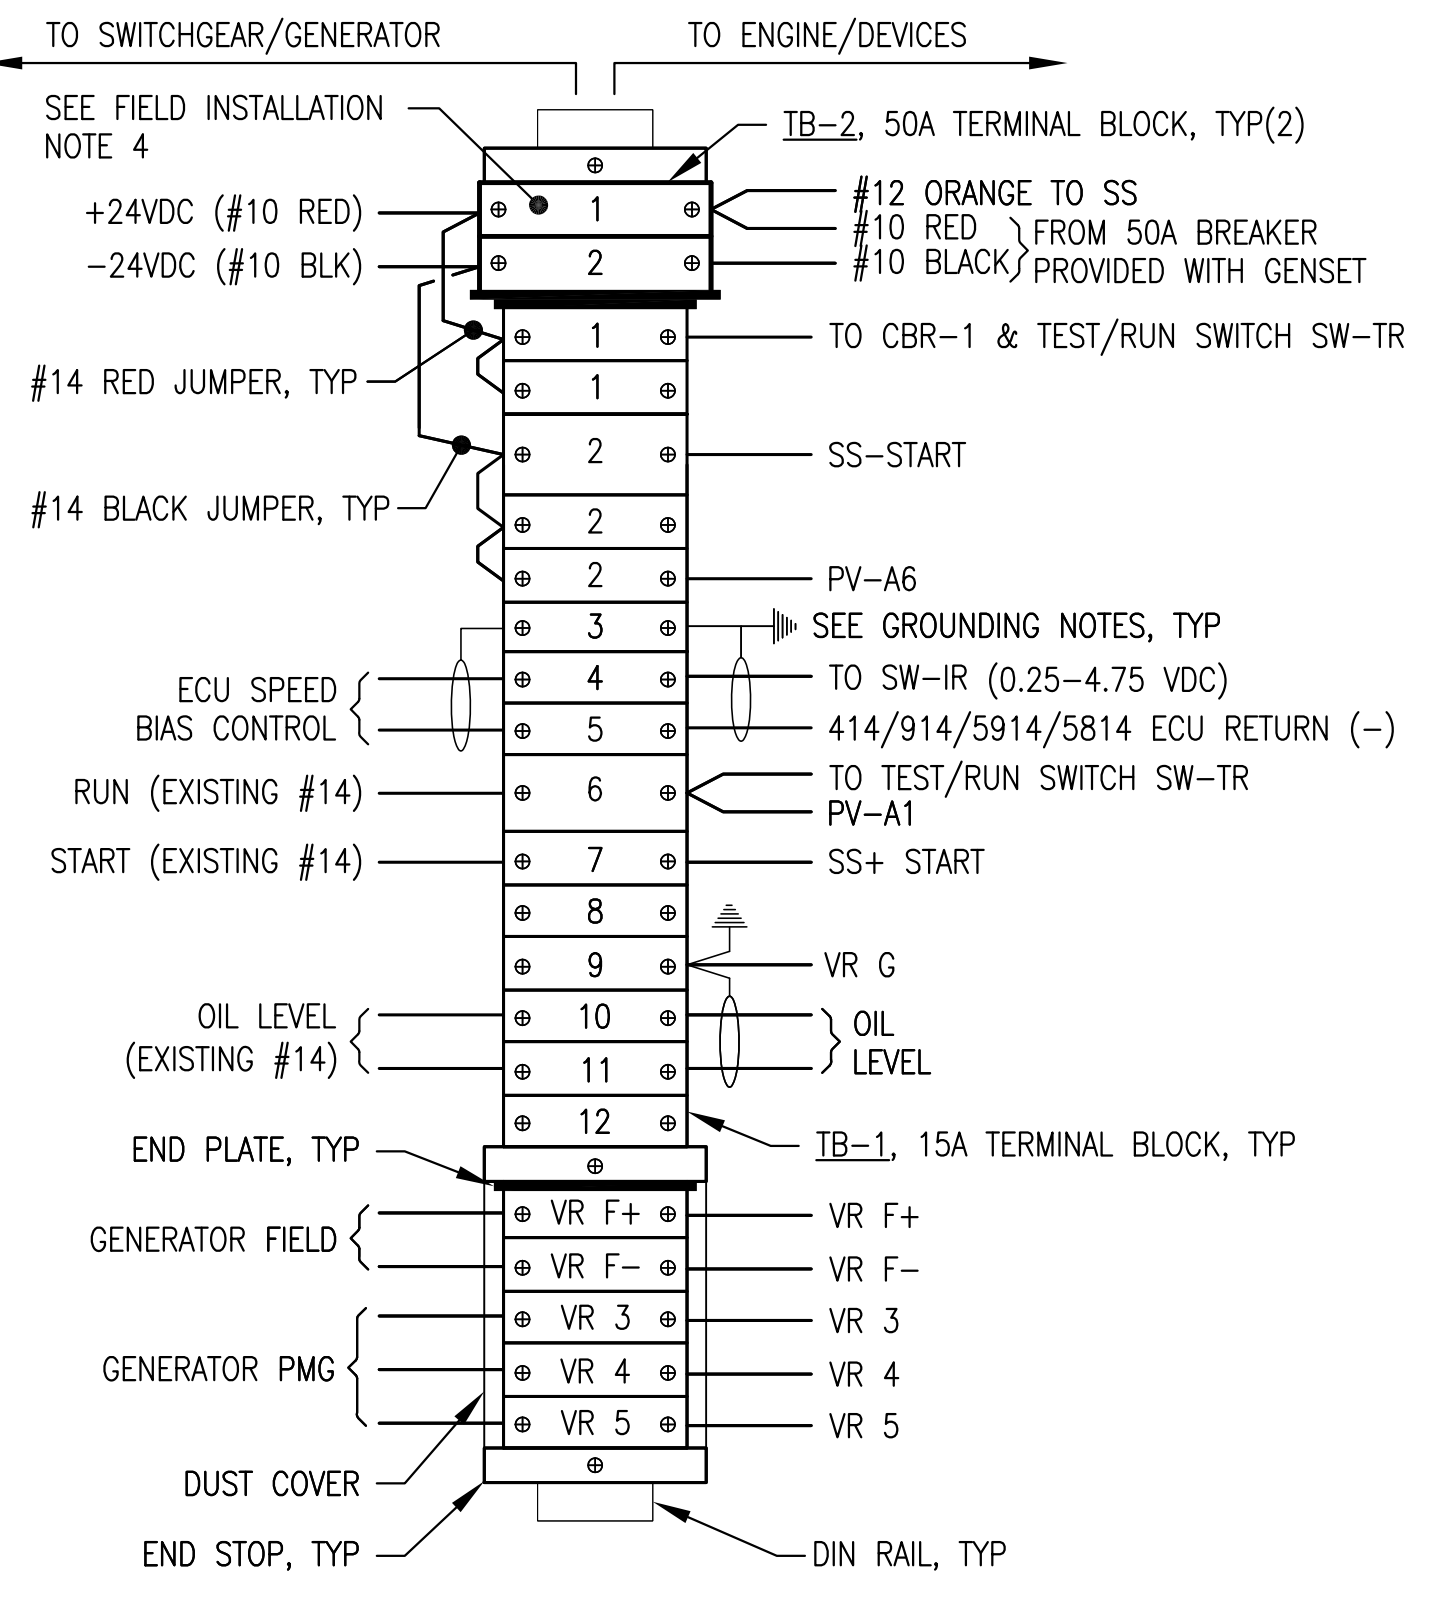 TO SWITCHGEAR/GENERATOR
TO ENGINE/DEVICES
SEE FIELD INSTALLATION
NOTE 4
TB-2, 50A TERMINAL BLOCK, TYP(2)
+24VDC (#10 RED)
1
#12 ORANGE TO SS
#10 RED
-24VDC (#10 BLK)
2
#10 BLACK
FROM 50A BREAKER
PROVIDED WITH GENSET
1
TO CBR-1 & TEST/RUN SWITCH SW-TR
#14 RED JUMPER, TYP
1
2
SS-START
#14 BLACK JUMPER, TYP
2
2
PV-A6
3
SEE GROUNDING NOTES, TYP
ECU SPEED
BIAS CONTROL
4
TO SW-IR (0.25-4.75 VDC)
5
414/914/5914/5814 ECU RETURN (-)
RUN (EXISTING #14)
6
TO TEST/RUN SWITCH SW-TR
PV-A1
START (EXISTING #14)
7
SS+ START
8
9
VR G
OIL LEVEL
(EXISTING #14)
10
11
OIL
LEVEL
12
TB-1, 15A TERMINAL BLOCK, TYP
END PLATE, TYP
GENERATOR FIELD
VR F+
VR F+
VR F-
VR F-
GENERATOR PMG
VR 3
VR 3
VR 4
VR 4
VR 5
VR 5
DUST COVER
END STOP, TYP
DIN RAIL, TYP